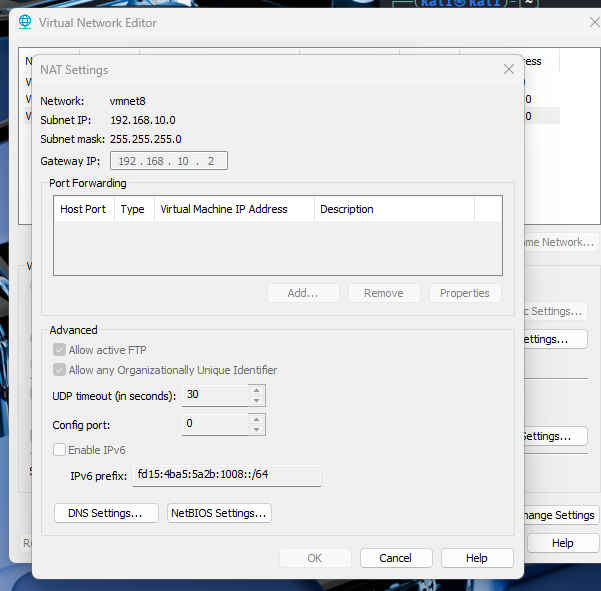 (kali㉿kali)-[~
Virtual Network Editor
NAT Settings
ess
Network: vmnet8
0
Subnet IP: 192.168.10.0
0
Subnet mask: 255.255.255.0
Gateway IP: 192 . 168 . 10 . 2
Port Forwarding
Host Port Type Virtual Machine IP Address Description
me Network...
Add... Remove Properties
c Settings...
Advanced
ettings...
Allow active FTP
Allow any Organizationally Unique Identifier
UDP timeout (in seconds): 30
Config port: 0
ettings...
Enable IPv6
IPv6 prefix: fd15:4ba5:5a2b:1008::/64
DNS Settings... NetBIOS Settings...
hange Settings
Re
Help
OK Cancel Help